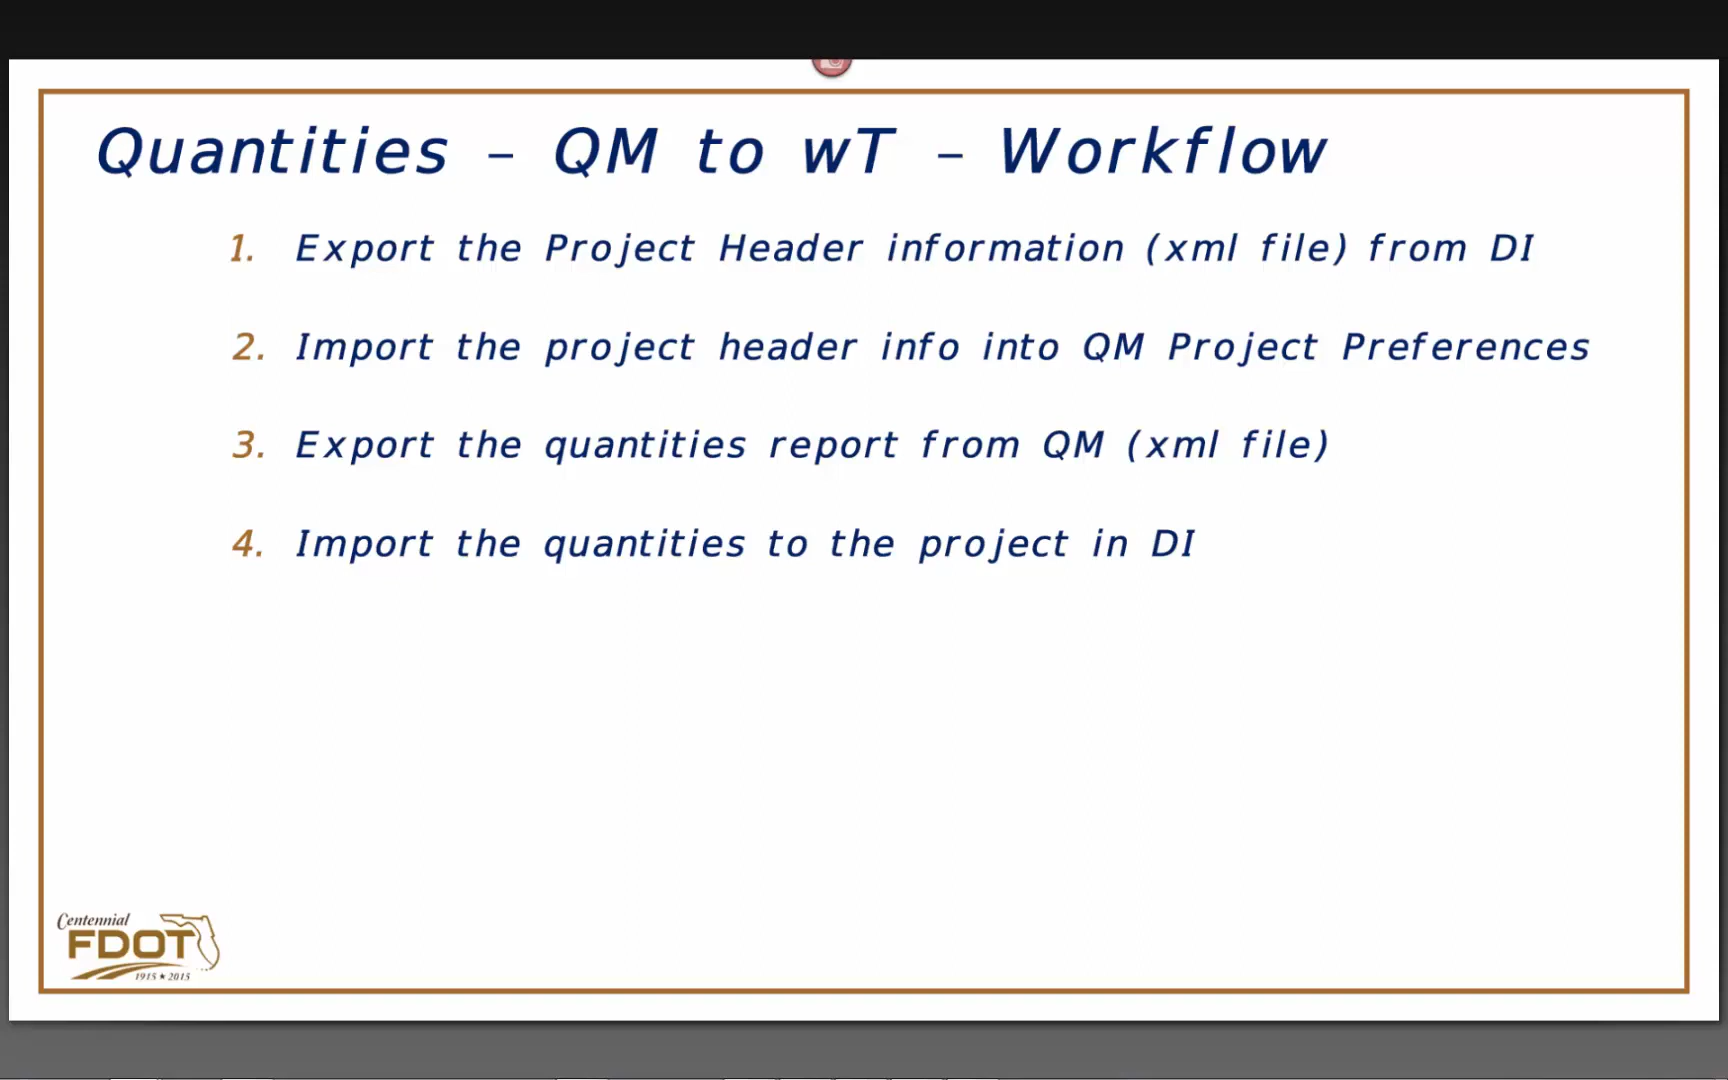 Quantities – QM to wT – Workflow
1. Export the Project Header information (xml file) from DI
2. Import the project header info into QM Project Preferences
3. Export the quantities report from QM (xml file)
4. Import the quantities to the project in DI
Centennial
FDOT
1915 ★ 2015